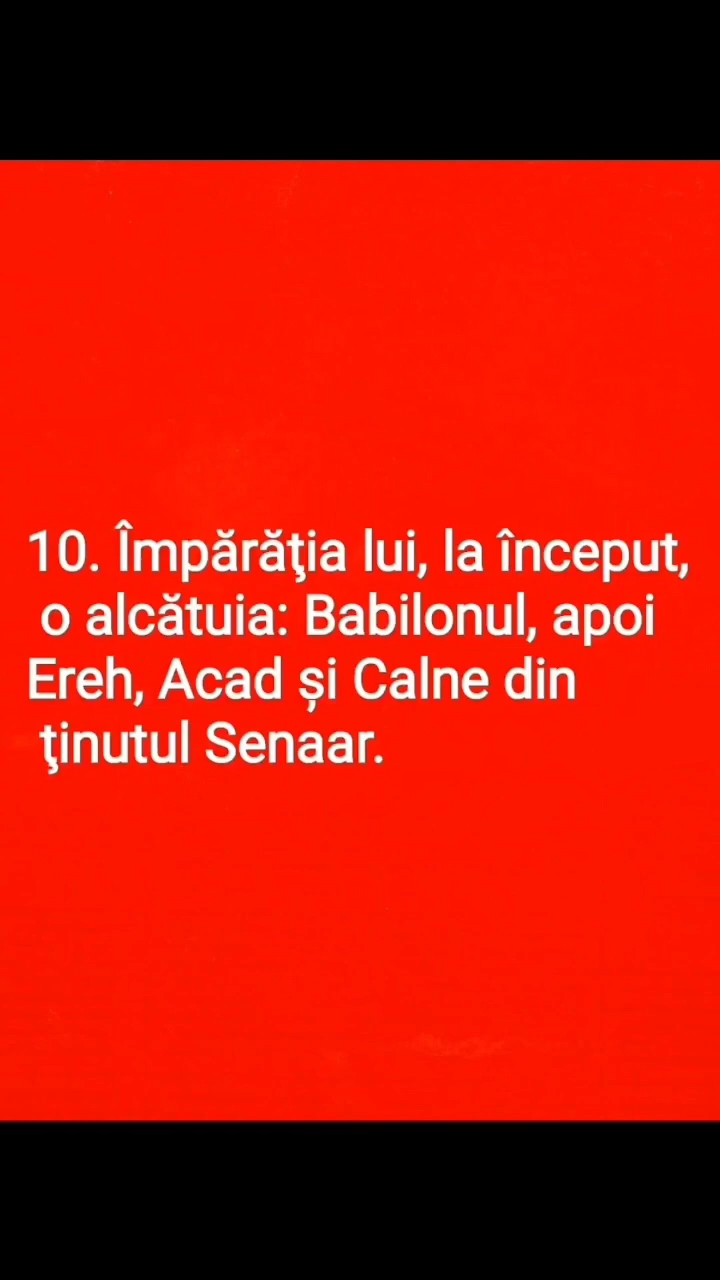 10. Împărăţia lui, la început,
o alcătuia: Babilonul, apoi
Ereh, Acad și Calne din
ţinutul Senaar.